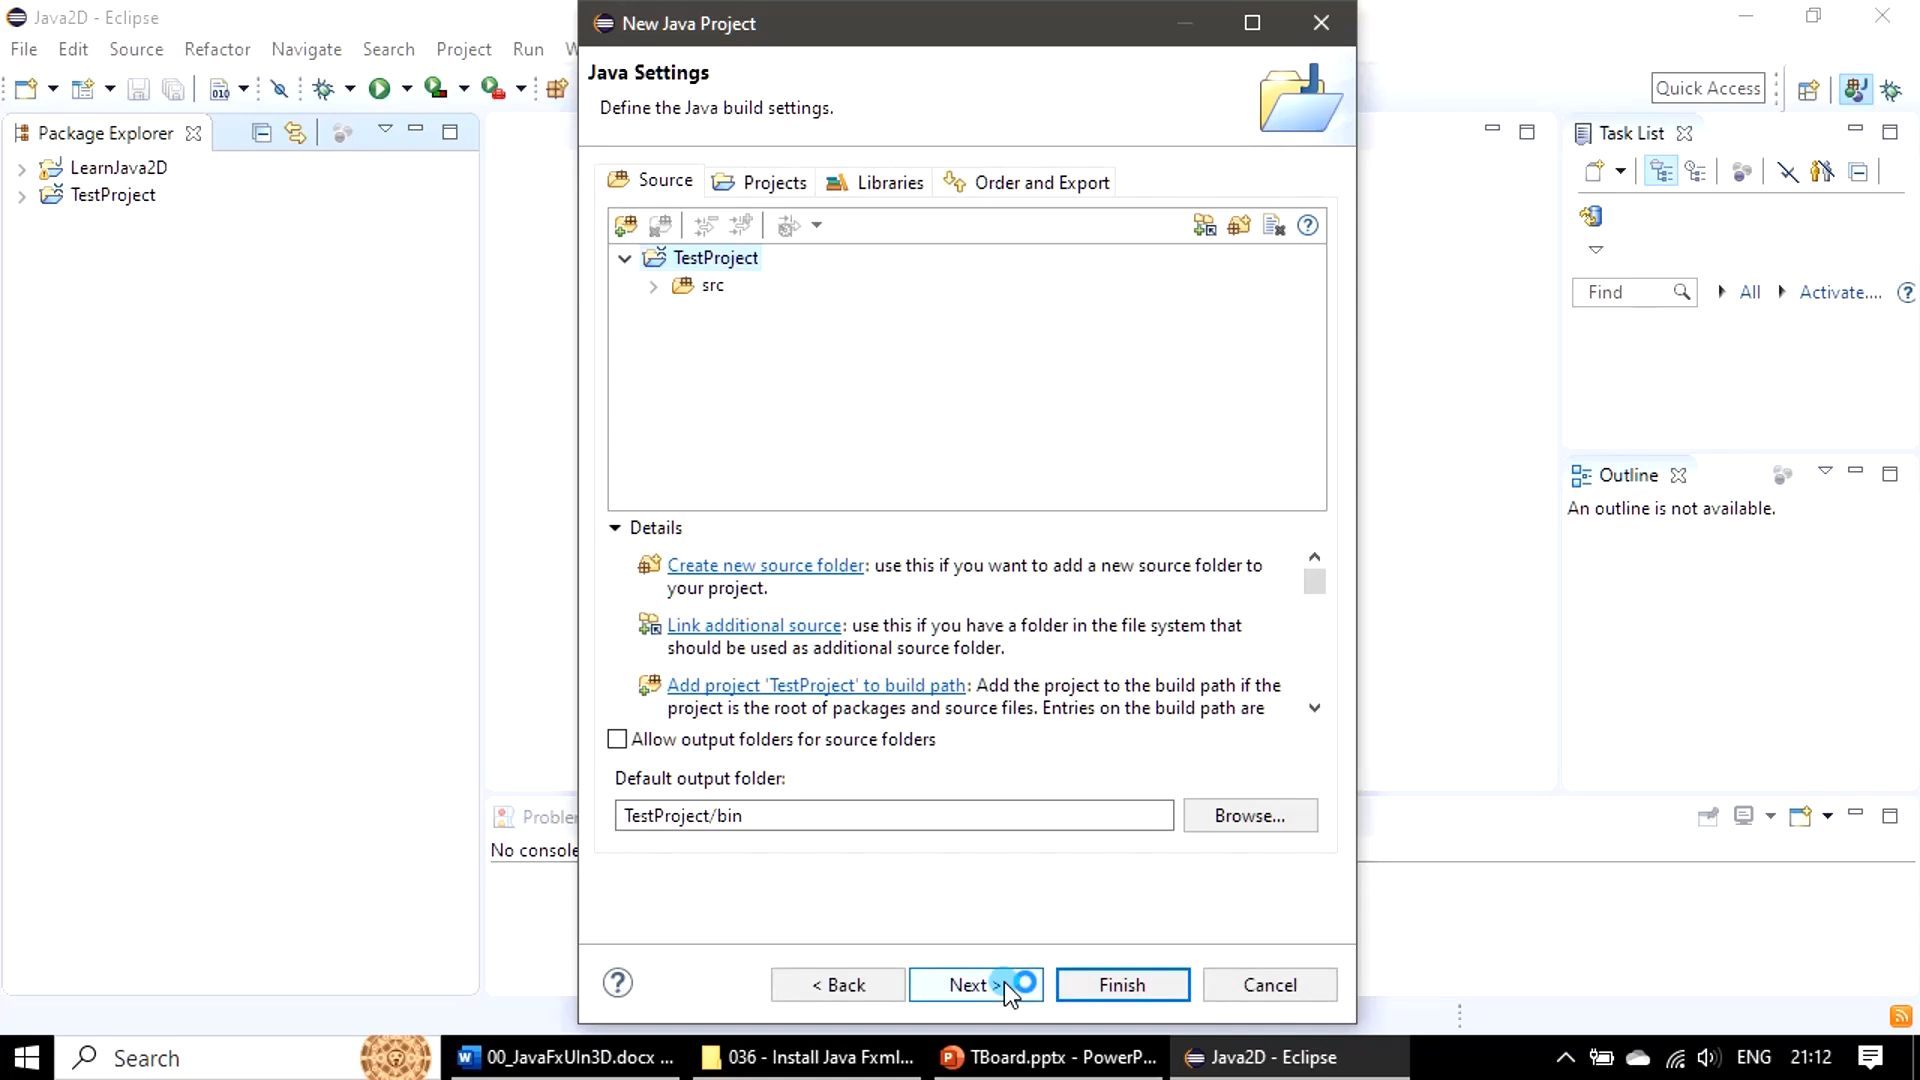 Java2D - Eclipse
File Edit Source Refactor Navigate Search Project Run
Quick Access
Package Explorer
LearnJava2D
TestProject
New Java Project
Java Settings
Define the Java build settings.
Source Projects Libraries Order and Export
TestProject
src
Details
Create new source folder: use this if you want to add a new source folder to
your project.
Link additional source: use this if you have a folder in the file system that
should be used as additional source folder.
Add project 'TestProject' to build path: Add the project to the build path if the
project is the root of packages and source files. Entries on the build path are
Allow output folders for source folders
Default output folder:
TestProject/bin
Browse...
< Back
Next >
Finish
Cancel
Task List
Find
All
Activate....
Outline
An outline is not available.
Problem
No console
Search
00_JavaFxUIn3D.docx ...
036 - Install Java Fxml...
TBoard.pptx - PowerP...
Java2D - Eclipse
ENG
21:12